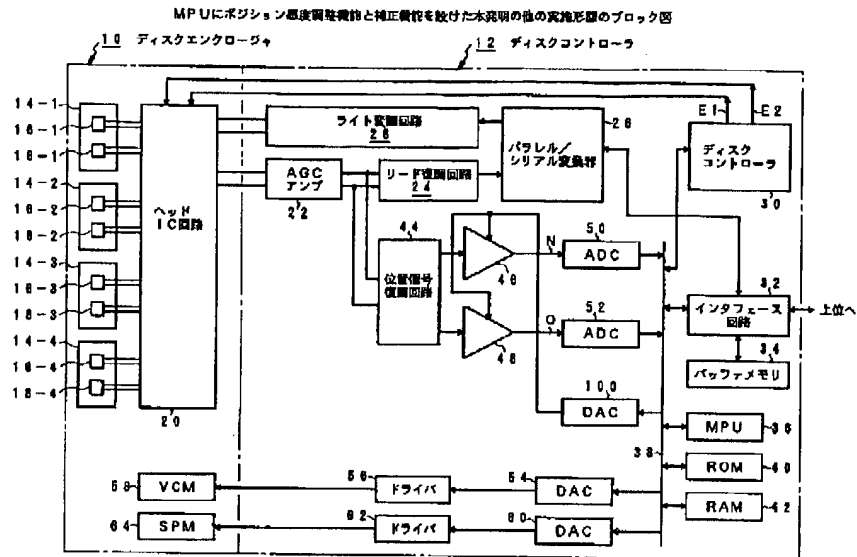 MPUにポジション感度調整機能と補正機能を設けた本発明の他の実施形態のブロック図
10 ディスクエンクロージャ
12 ディスクコントローラ
14-1
16-1
18-1
14-2
16-2
18-2
14-3
16-3
18-3
14-4
16-4
18-4
ヘッド
IC回路
20
ライト変調回路
26
AGC
アンプ
22
リード復調回路
24
パラレル/
シリアル変換器
28
E1
E2
ディスク
コントローラ
30
44
位置信号
復調回路
46
48
N
Q
50
ADC
52
ADC
100
DAC
32
インタフェース
回路
上位へ
34
バッファメモリ
MPU
36
38
ROM
40
RAM
42
58
VCM
56
ドライバ
54
DAC
64
SPM
62
ドライバ
60
DAC